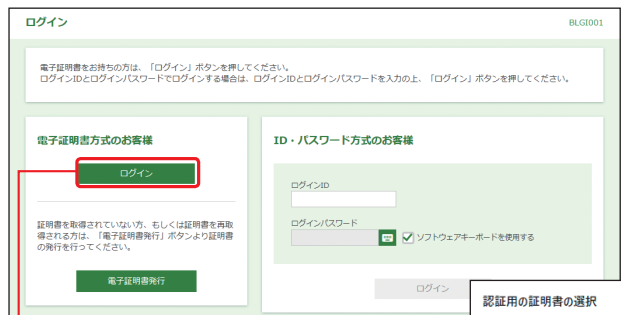 ログイン
BLGI001
電子証明書をお持ちの方は、「ログイン」ボタンを押してください。
ログインIDとログインパスワードでログインする場合は、ログインIDとログインパスワードを入力の上、「ログイン」ボタンを押してください。
電子証明書方式のお客様
ログイン
証明書を取得されていない方、もしくは証明書を再取
得される方は、「電子証明書発行」ボタンより証明書
の発行を行ってください。
電子証明書発行
ID・パスワード方式のお客様
ログインID
ログインパスワード
ソフトウェアキーボードを使用する
ログイン
認証用の証明書の選択